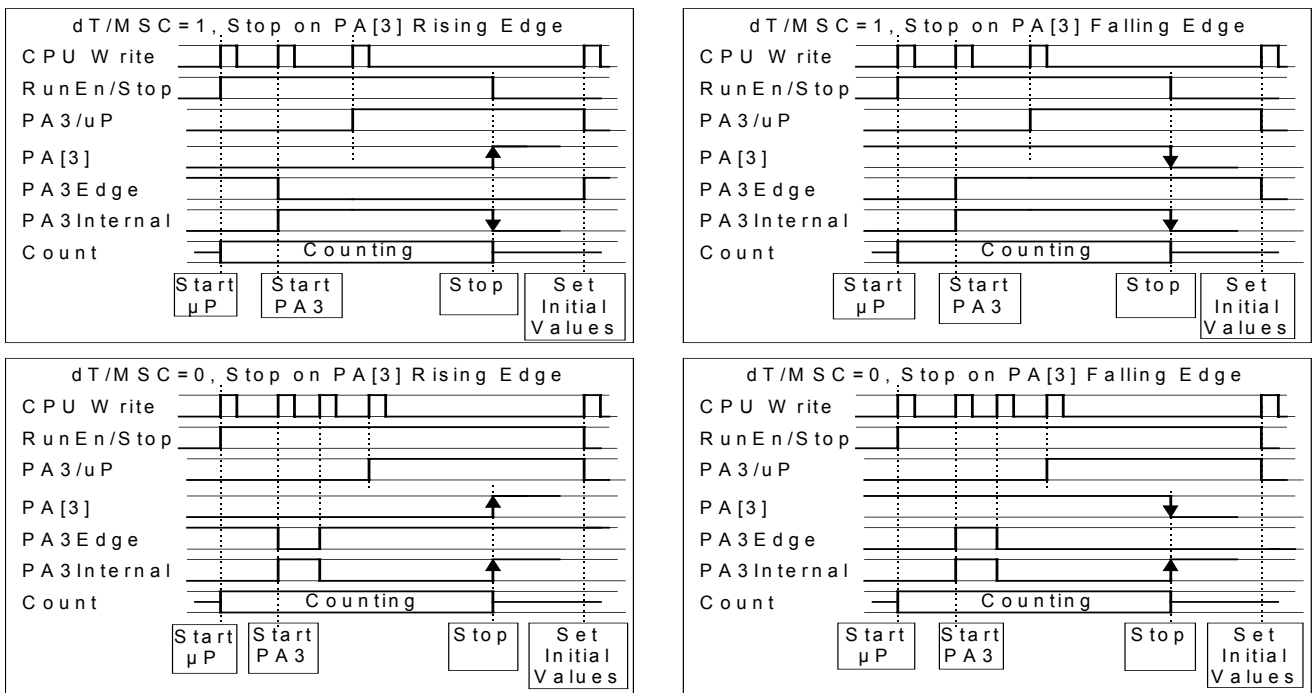 dT/MSC=1, Stop on PA[3] Rising Edge
CPU Write
RunEn/Stop
PA3/uP
PA[3]
PA3Edge
PA3Internal
Count
Counting
Start
µP
Start
PA3
Stop
Set
Initial
Values
dT/MSC=1, Stop on PA[3] Falling Edge
CPU Write
RunEn/Stop
PA3/uP
PA[3]
PA3Edge
PA3Internal
Count
Counting
Start
µP
Start
PA3
Stop
Set
Initial
Values
dT/MSC=0, Stop on PA[3] Rising Edge
CPU Write
RunEn/Stop
PA3/uP
PA[3]
PA3Edge
PA3Internal
Count
Counting
Start
µP
Start
PA3
Stop
Set
Initial
Values
dT/MSC=0, Stop on PA[3] Falling Edge
CPU Write
RunEn/Stop
PA3/uP
PA[3]
PA3Edge
PA3Internal
Count
Counting
Start
µP
Start
PA3
Stop
Set
Initial
Values